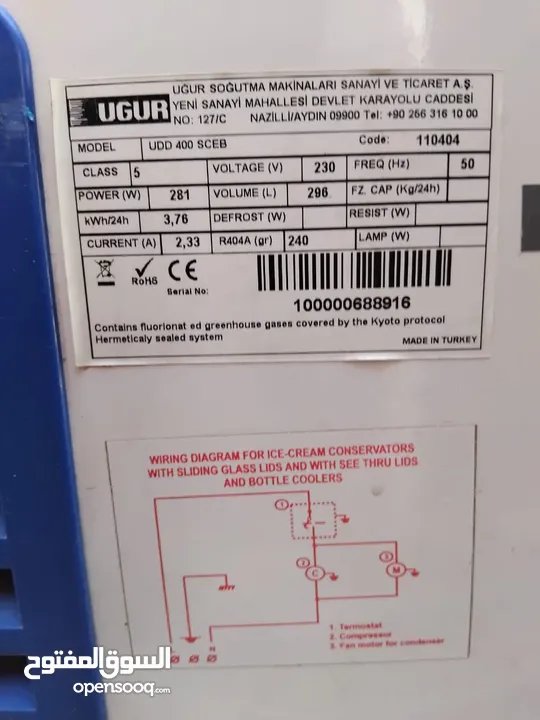 UGUR
UĞUR SOĞUTMA MAKİNALARI SANAYİ VE TİCARET A.Ş.
YENİ SANAYİ MAHALLESİ DEVLET KARAYOLU CADDESİ
NO: 127/C NAZİLLİ/AYDIN 09900 Tel: +90 256 316 10 00
MODEL UDD 400 SCEB Code: 110404
CLASS 5 VOLTAGE (V) 230 FREQ (Hz) 50
POWER (W) 281 VOLUME (L) 296 FZ. CAP (Kg/24h)
kWh/24h 3,76 DEFROST (W) RESIST (W)
CURRENT (A) 2,33 R404A (gr) 240 LAMP (W)
RoHS CE
Serial No:
100000688916
Contains fluorionat ed greenhouse gases covered by the Kyoto protocol
Hermeticaly sealed system
MADE IN TURKEY
WIRING DIAGRAM FOR ICE-CREAM CONSERVATORS
WITH SLIDING GLASS LIDS AND WITH SEE THRU LIDS
AND BOTTLE COOLERS
1
2 C
3 M
N
1. Termostat
2. Compressor
3. Fan motor for condenser
السوق المفتوح
opensooq.com